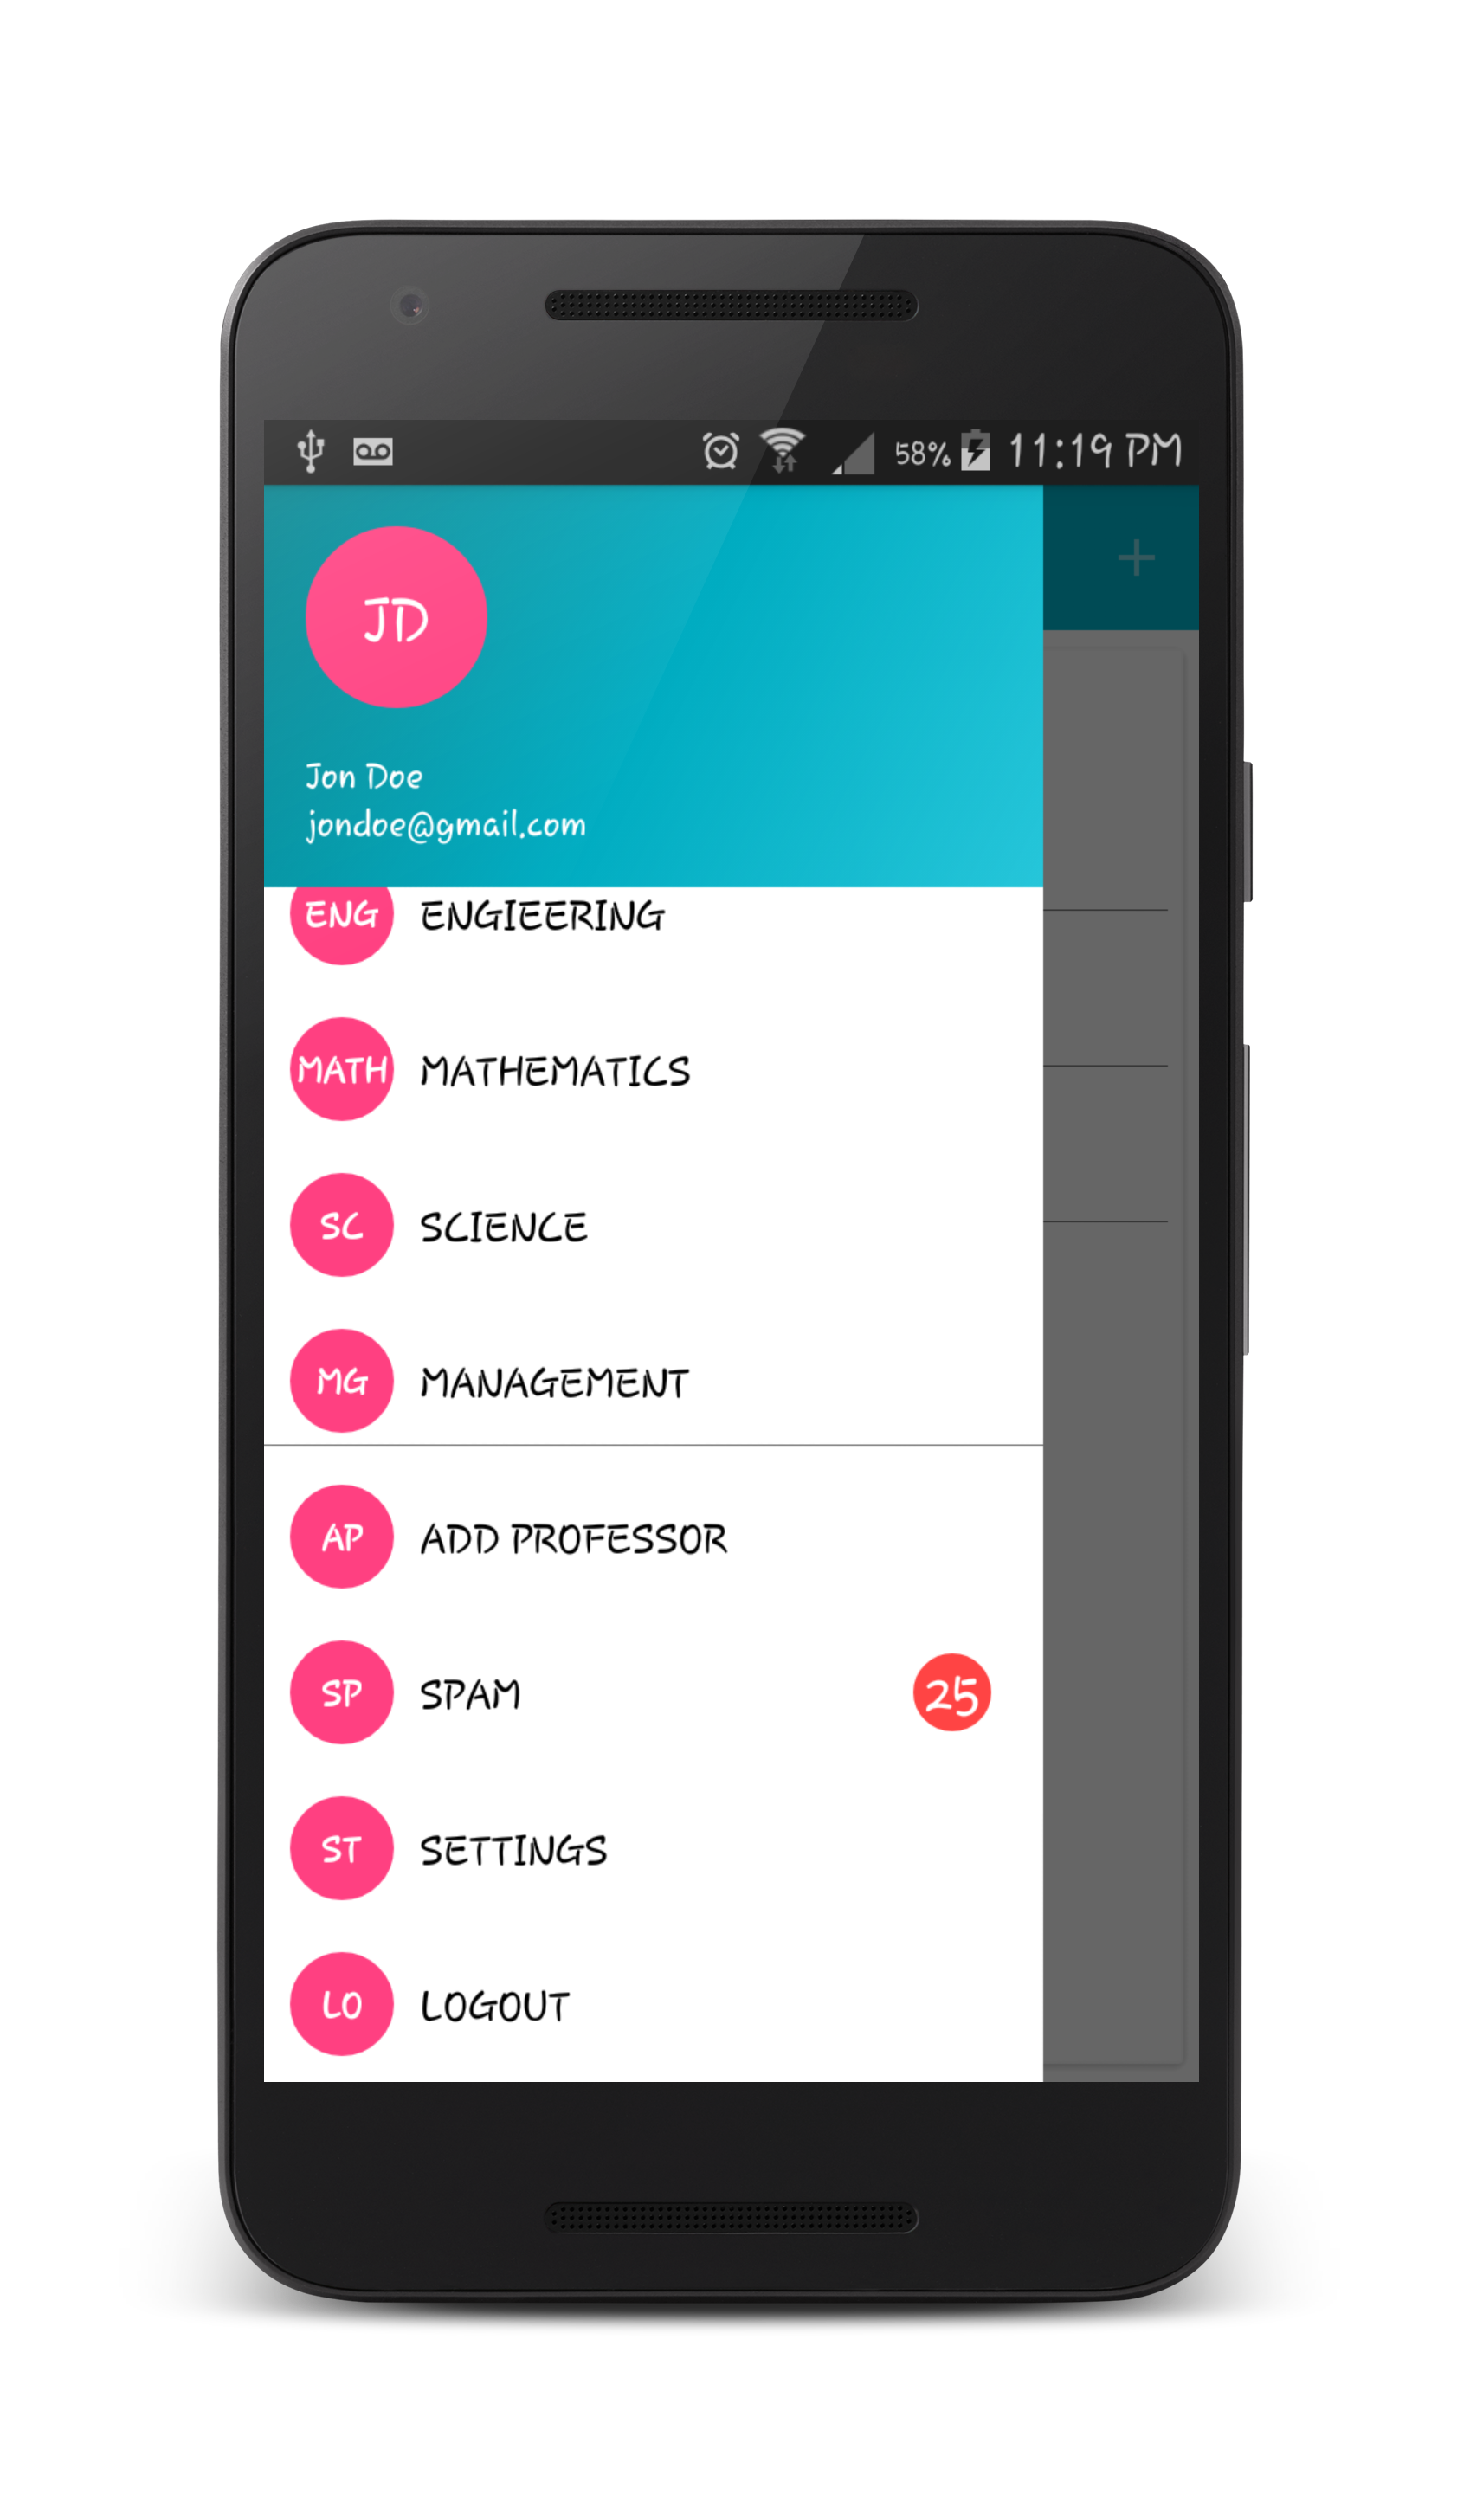 58% 11:19 PM
JD
Jon Doe
jondoe@gmail.com
ENG ENGIEERING
MATH MATHEMATICS
SC SCIENCE
MG MANAGEMENT
AP ADD PROFESSOR
SP SPAM 25
ST SETTINGS
LO LOGOUT